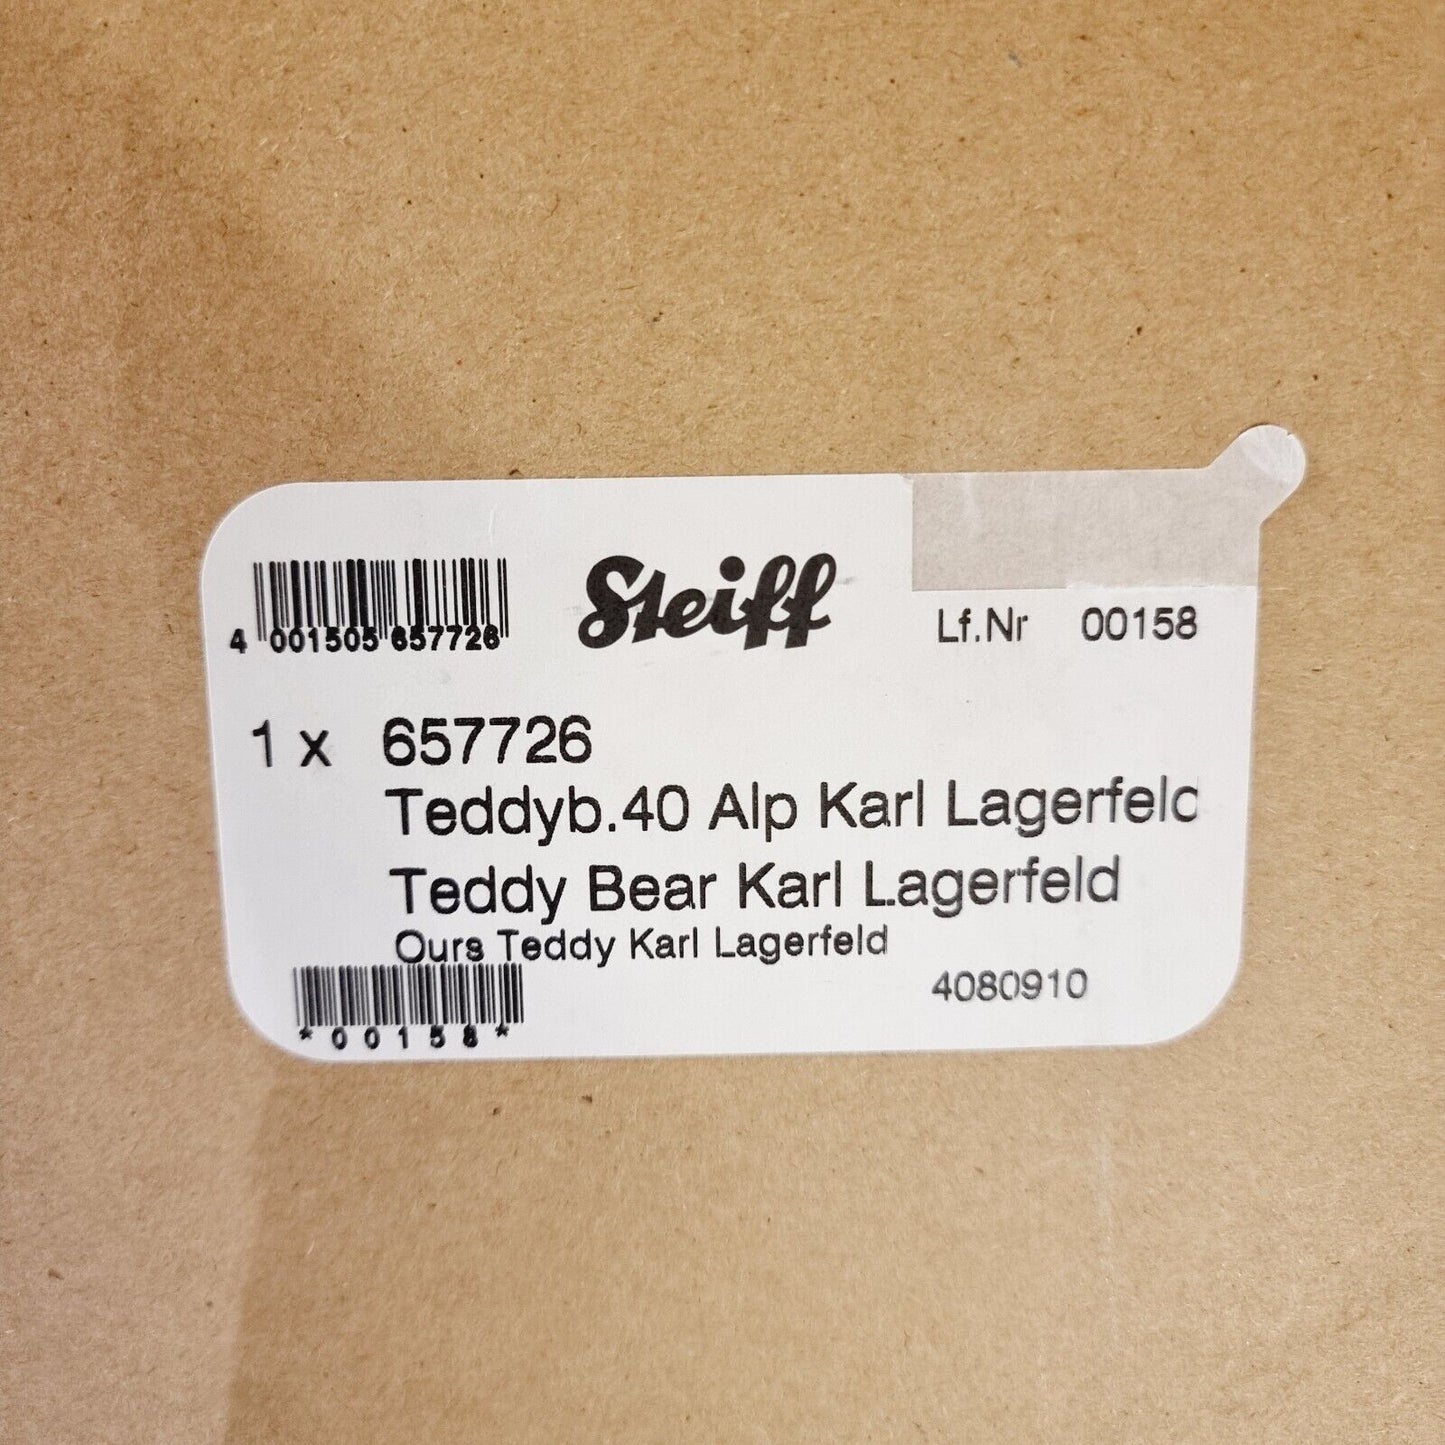 4 001505 657726
Steiff
Lf.Nr 00158
1 x 657726
Teddyb.40 Alp Karl Lagerfeld
Teddy Bear Karl Lagerfeld
Ours Teddy Karl Lagerfeld
4080910
*00158*